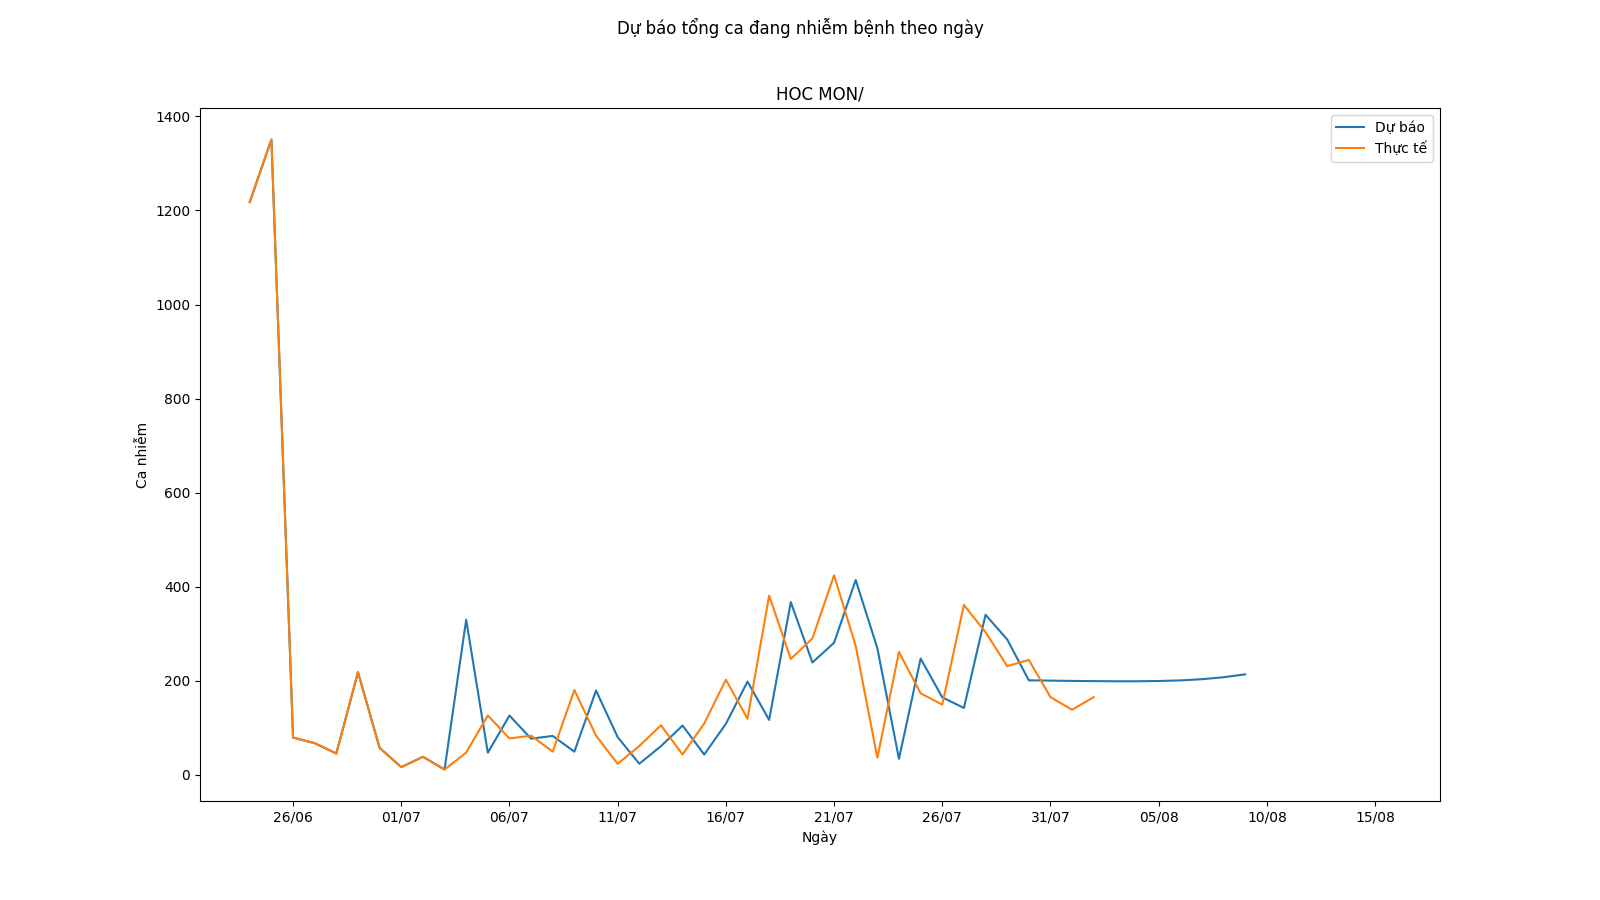 Dự báo tổng ca đang nhiễm bệnh theo ngày
HOC MON/
Dự báo
Thực tế
1400
1200
1000
800
600
400
200
0
Ca nhiễm
26/06 01/07 06/07 11/07 16/07 21/07 26/07 31/07 05/08 10/08 15/08
Ngày